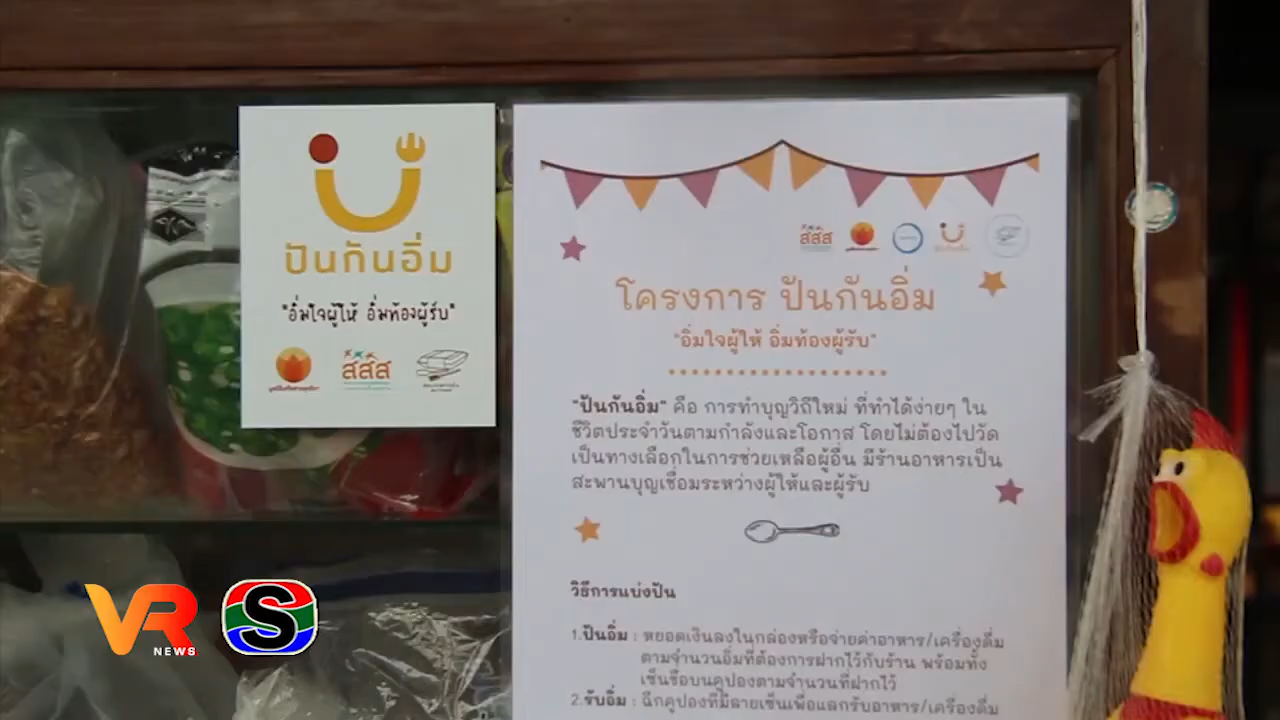 ปันกันอิ่ม
"อิ่มใจผู้ให้ อิ่มท้องผู้รับ"
สสส
สสส
โครงการ ปันกันอิ่ม
"อิ่มใจผู้ให้ อิ่มท้องผู้รับ"
"ปันกันอิ่ม" คือ การทำบุญวิถีใหม่ ที่ทำได้ง่ายๆ ใน
ชีวิตประจำวันตามกำลังและโอกาส โดยไม่ต้องไปวัด
เป็นทางเลือกในการช่วยเหลือผู้อื่น มีร้านอาหารเป็น
สะพานบุญเชื่อมระหว่างผู้ให้และผู้รับ
วิธีการแบ่งปัน
1.ปันอิ่ม : หยอดเงินลงในกล่องหรือจ่ายค่าอาหาร/เครื่องดื่ม
ตามจำนวนอิ่มที่ต้องการฝากไว้กับร้าน พร้อมทั้ง
เซ็นชื่อบนคูปองตามจำนวนที่ฝากไว้
2.รับอิ่ม : ฉีกคูปองที่มีลายเซ็นเพื่อแลกรับอาหาร/เครื่องดื่ม
VR
NEWS
S